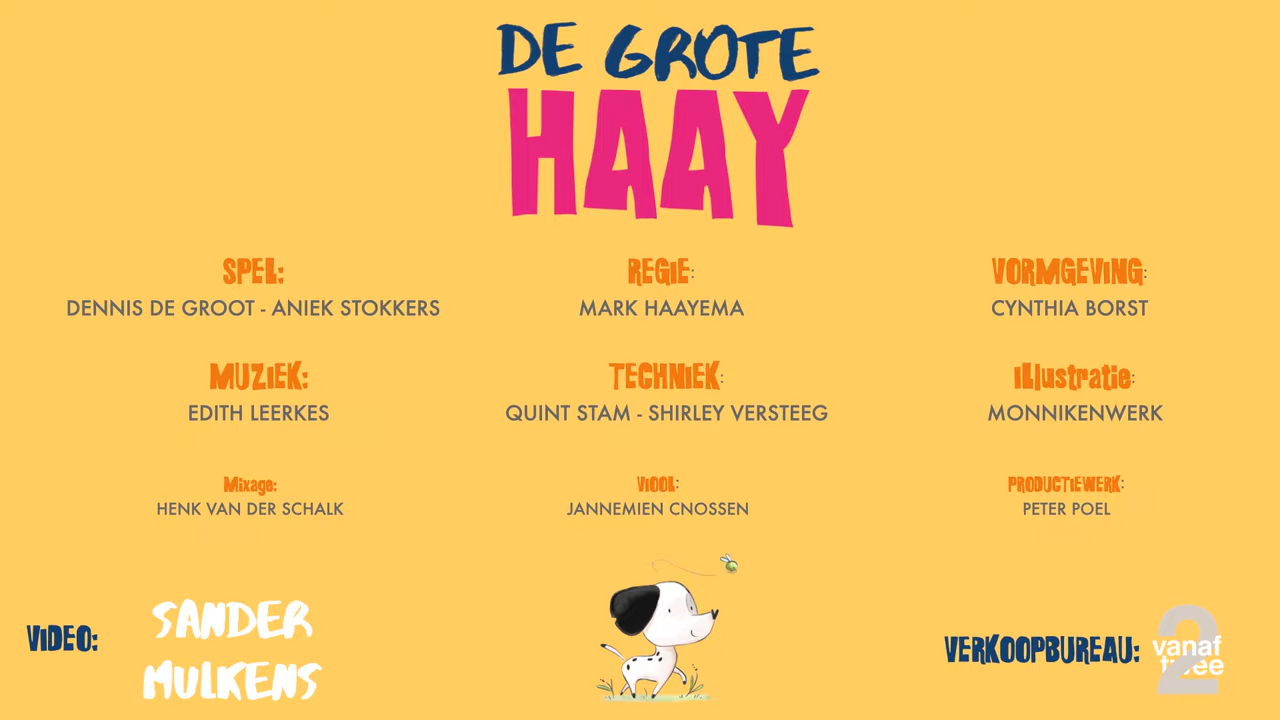 DE GROTE
HAAY
SPEL:
DENNIS DE GROOT - ANIEK STOKKERS
REGIE:
MARK HAAYEMA
VORMGEVING:
CYNTHIA BORST
MUZIEK:
EDITH LEERKES
TECHNIEK:
QUINT STAM - SHIRLEY VERSTEEG
ILlustratie:
MONNIKENWERK
Mixage:
HENK VAN DER SCHALK
VIOOL:
JANNEMIEN CNOSSEN
PRODUCTIEWERK:
PETER POEL
VIDEO:
SANDER
MULKENS
VERKOOPBUREAU:
2
vanaf
twee